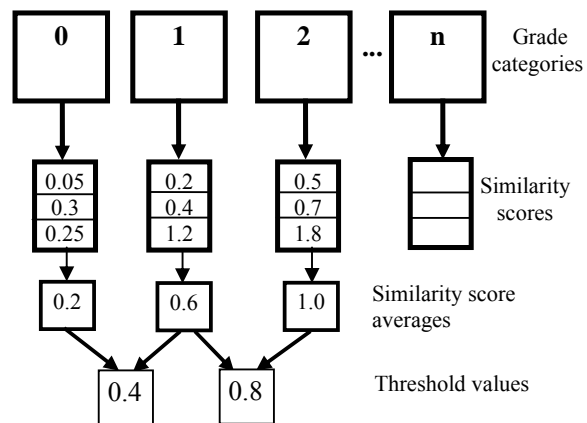 0 1 2 ... n
Grade
categories
0.05 0.2 0.5
0.3 0.4 0.7
0.25 1.2 1.8
Similarity
scores
0.2 0.6 1.0
Similarity score
averages
0.4 0.8
Threshold values